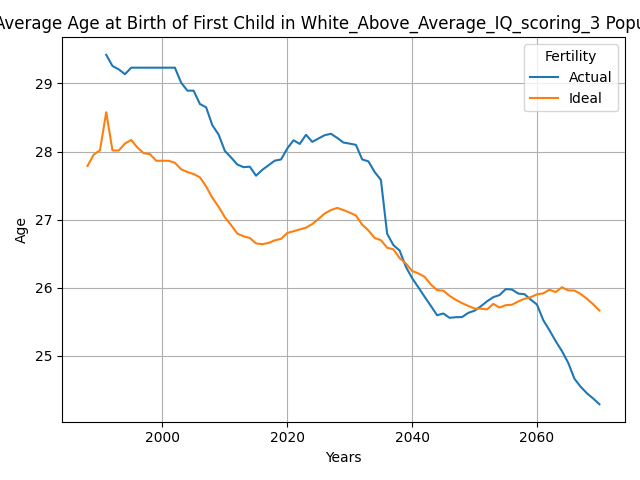 Average Age at Birth of First Child in White_Above_Average_IQ_scoring_3 Popu
Fertility
Actual
Ideal
29
28
27
26
25
Age
2000 2020 2040 2060
Years